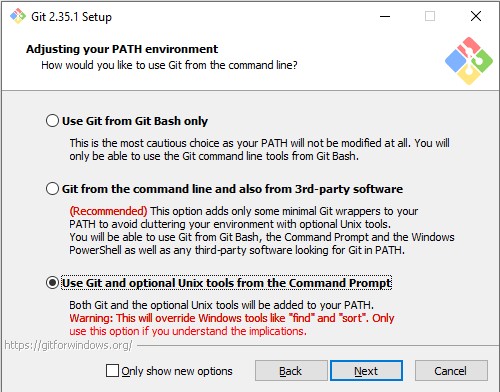 Git 2.35.1 Setup
Adjusting your PATH environment
How would you like to use Git from the command line?
Use Git from Git Bash only
This is the most cautious choice as your PATH will not be modified at all. You will
only be able to use the Git command line tools from Git Bash.
Git from the command line and also from 3rd-party software
(Recommended) This option adds only some minimal Git wrappers to your
PATH to avoid cluttering your environment with optional Unix tools.
You will be able to use Git from Git Bash, the Command Prompt and the Windows
PowerShell as well as any third-party software looking for Git in PATH.
Use Git and optional Unix tools from the Command Prompt
Both Git and the optional Unix tools will be added to your PATH.
Warning: This will override Windows tools like "find" and "sort". Only
use this option if you understand the implications.
https://gitforwindows.org/
Only show new options Back Next Cancel